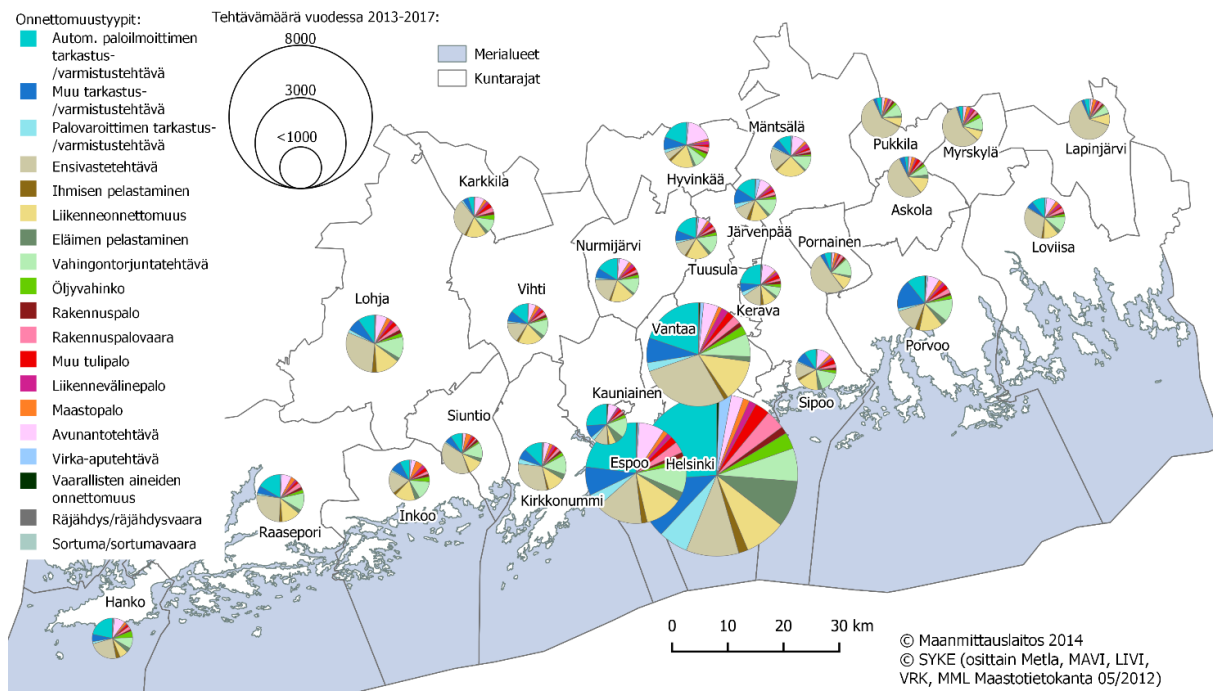 Onnettomuustyypit:
Autom. paloilmoittimen
tarkastus-
/varmistustehtävä
Muu tarkastus-
/varmistustehtävä
Palovaroittimen tarkastus-
/varmistustehtävä
Ensivastetehtävä
Ihmisen pelastaminen
Liikenneonnettomuus
Eläimen pelastaminen
Vahingontorjuntatehtävä
Öljyvahinko
Rakennuspalo
Rakennuspalovaara
Muu tulipalo
Liikennevälinepalo
Maastopalo
Avunantotehtävä
Virka-aputehtävä
Vaarallisten aineiden
onnettomuus
Räjähdys/räjähdysvaara
Sortuma/sortumavaara
Tehtävämäärä vuodessa 2013-2017:
8000
3000
<1000
Merialueet
Kuntarajat
Pukkila
Myrskylä
Lapinjärvi
Mäntsälä
Hyvinkää
Karkkila
Askola
Järvenpää
Loviisa
Nurmijärvi
Tuusula
Pornainen
Vihti
Kerava
Lohja
Vantaa
Porvoo
Sipoo
Kauniainen
Siuntio
Espoo
Helsinki
Kirkkonummi
Inkoo
Raasepori
Hanko
0 10 20 30 km
© Maanmittauslaitos 2014
© SYKE (osittain Metla, MAVI, LIVI,
VRK, MML Maastotietokanta 05/2012)